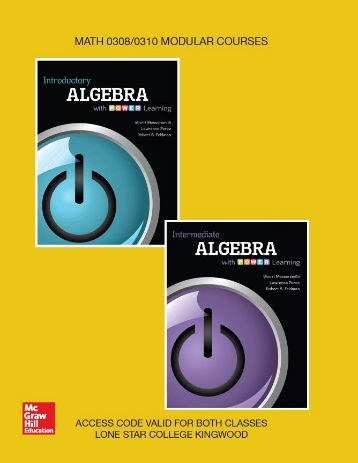 MATH 0308/0310 MODULAR COURSES
Introductory
ALGEBRA
with POWER Learning
Sherri Messersmith
Lawrence Perez
Robert S. Feldman
Intermediate
ALGEBRA
with POWER Learning
Sherri Messersmith
Lawrence Perez
Robert S. Feldman
Mc
Graw
Hill
Education
ACCESS CODE VALID FOR BOTH CLASSES
LONE STAR COLLEGE KINGWOOD